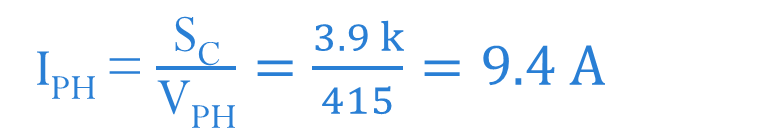 I_PH = S_C / V_PH = 3.9 k / 415 = 9.4 A